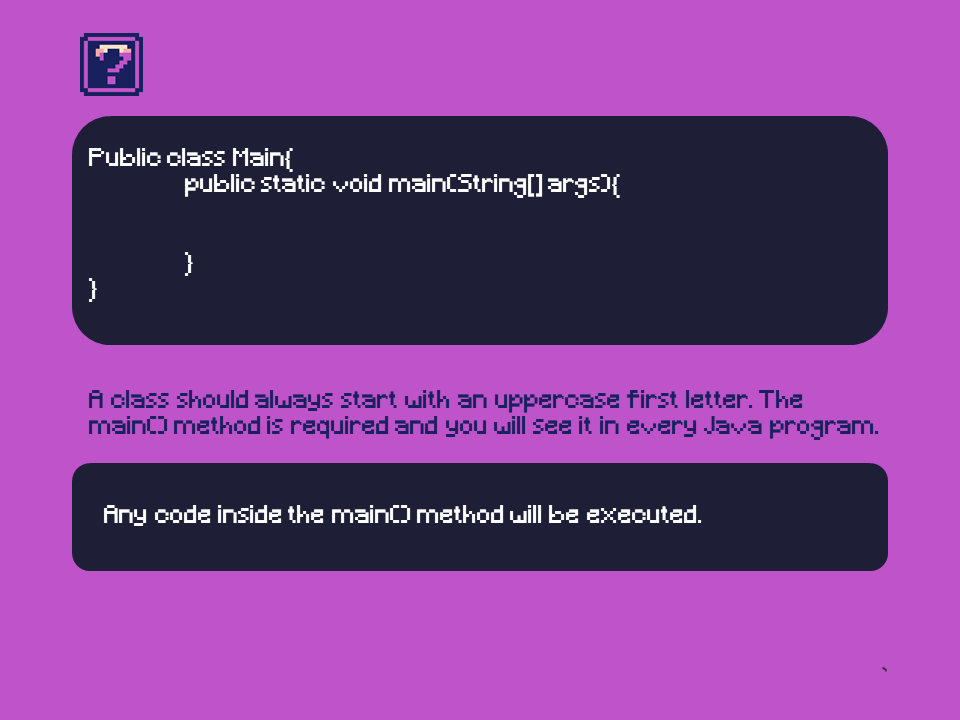 ?
Public class Main{
public static void main(String[] args){
}
}
A class should always start with an uppercase first letter. The
main() method is required and you will see it in every Java program.
Any code inside the main() method will be executed.
`